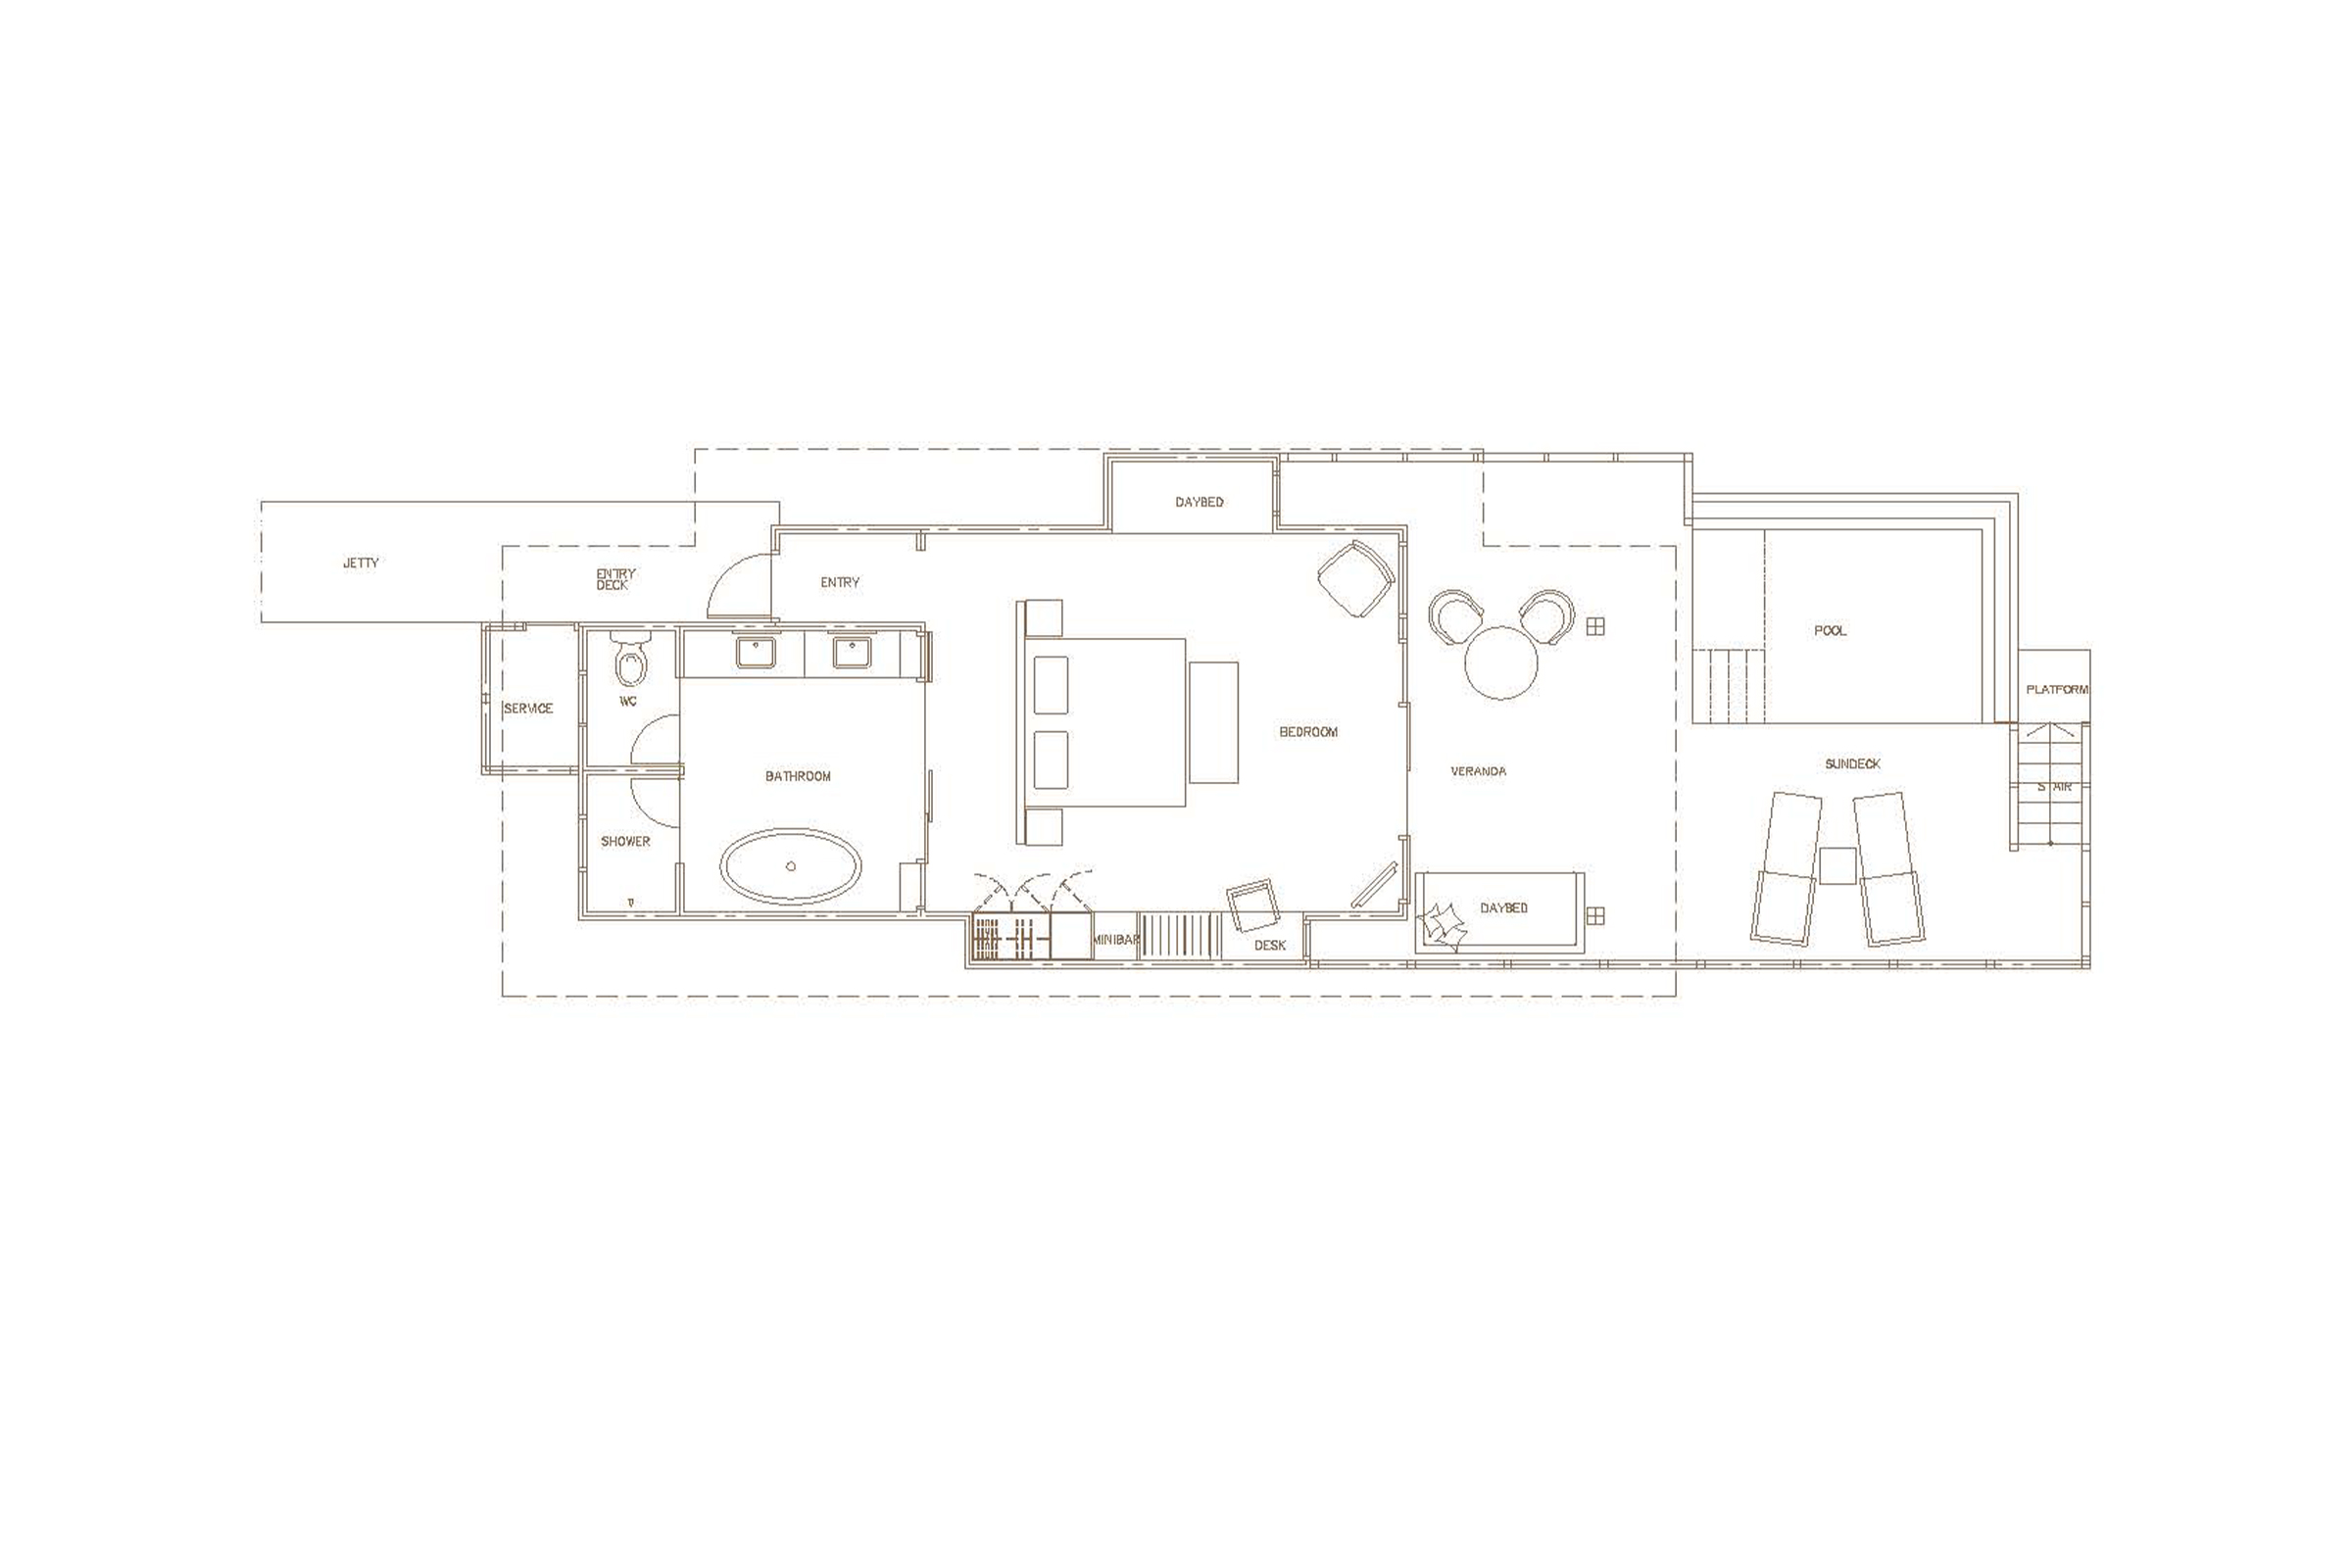 DAYBED
JETTY
ENTRY
DECK
ENTRY
POOL
PLATFORM
WC
SERVICE
BEDROOM
SUNDECK
VERANDA
BATHROOM
STAIR
SHOWER
DAYBED
MINIBAR
DESK